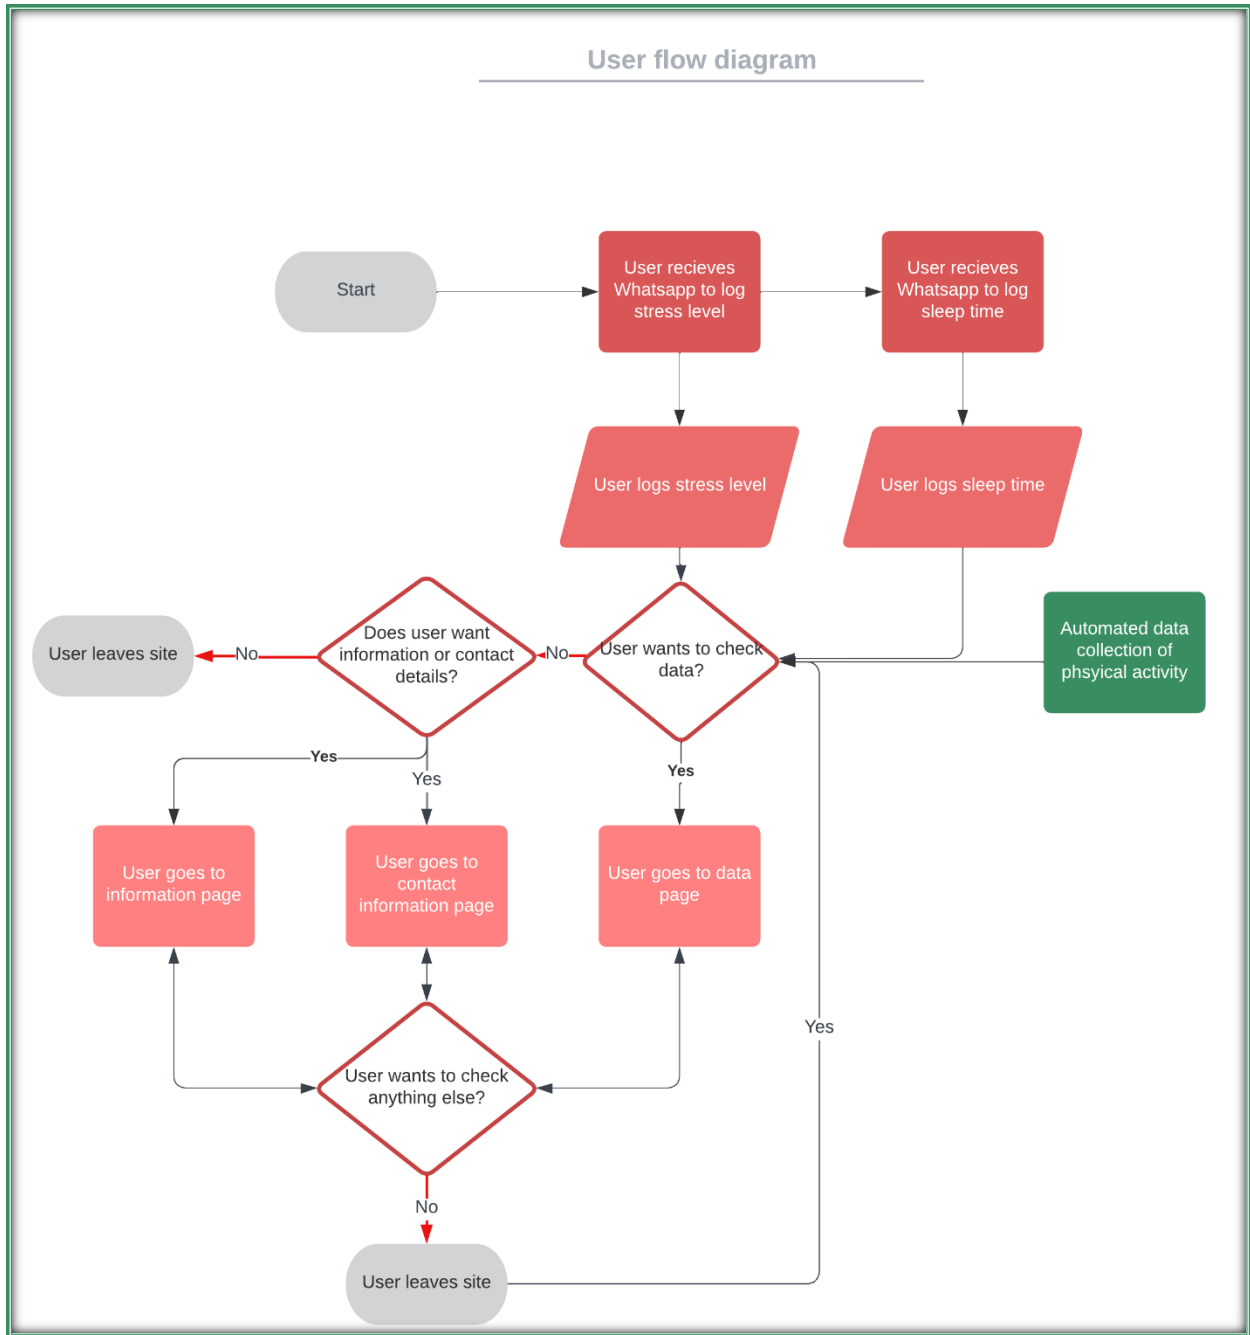 User flow diagram
Start
User recieves
Whatsapp to log
stress level
User recieves
Whatsapp to log
sleep time
User logs stress level
User logs sleep time
User leaves site
No
Does user want
information or contact
details?
No
User wants to check
data?
Automated data
collection of
phsyical activity
Yes
Yes
Yes
User goes to
information page
User goes to
contact
information page
User goes to data
page
Yes
User wants to check
anything else?
No
User leaves site